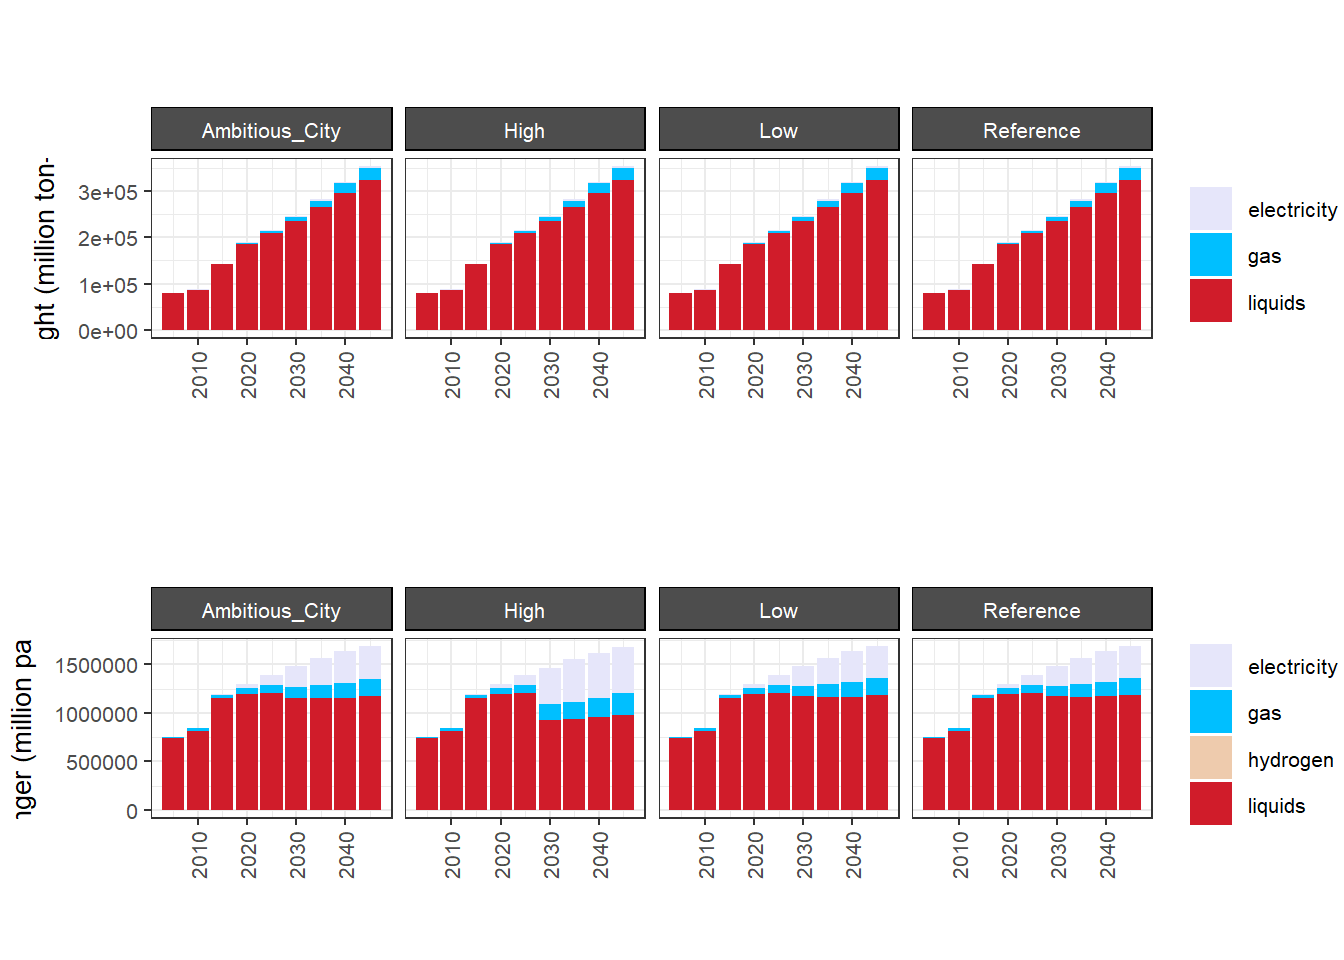 Ambitious_City High Low Reference
ght (million ton-
3e+05
2e+05
1e+05
0e+00
2010 2020 2030 2040 2010 2020 2030 2040 2010 2020 2030 2040 2010 2020 2030 2040
electricity
gas
liquids
Ambitious_City High Low Reference
nger (million pa
1500000
1000000
500000
0
2010 2020 2030 2040 2010 2020 2030 2040 2010 2020 2030 2040 2010 2020 2030 2040
electricity
gas
hydrogen
liquids